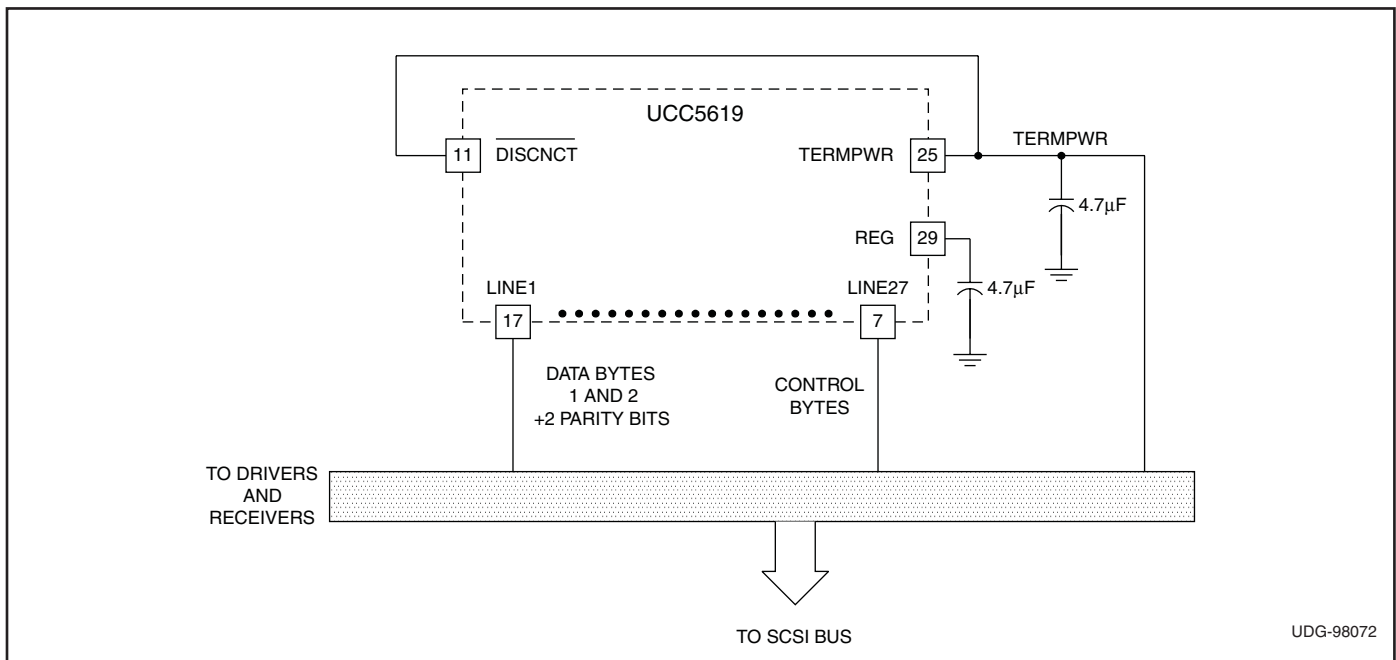 UCC5619
11 DISCNCT
TERMPWR 25
TERMPWR
4.7µF
REG 29
4.7µF
LINE1
LINE27
17
7
DATA BYTES
1 AND 2
+2 PARITY BITS
CONTROL
BYTES
TO DRIVERS
AND
RECEIVERS
TO SCSI BUS
UDG-98072